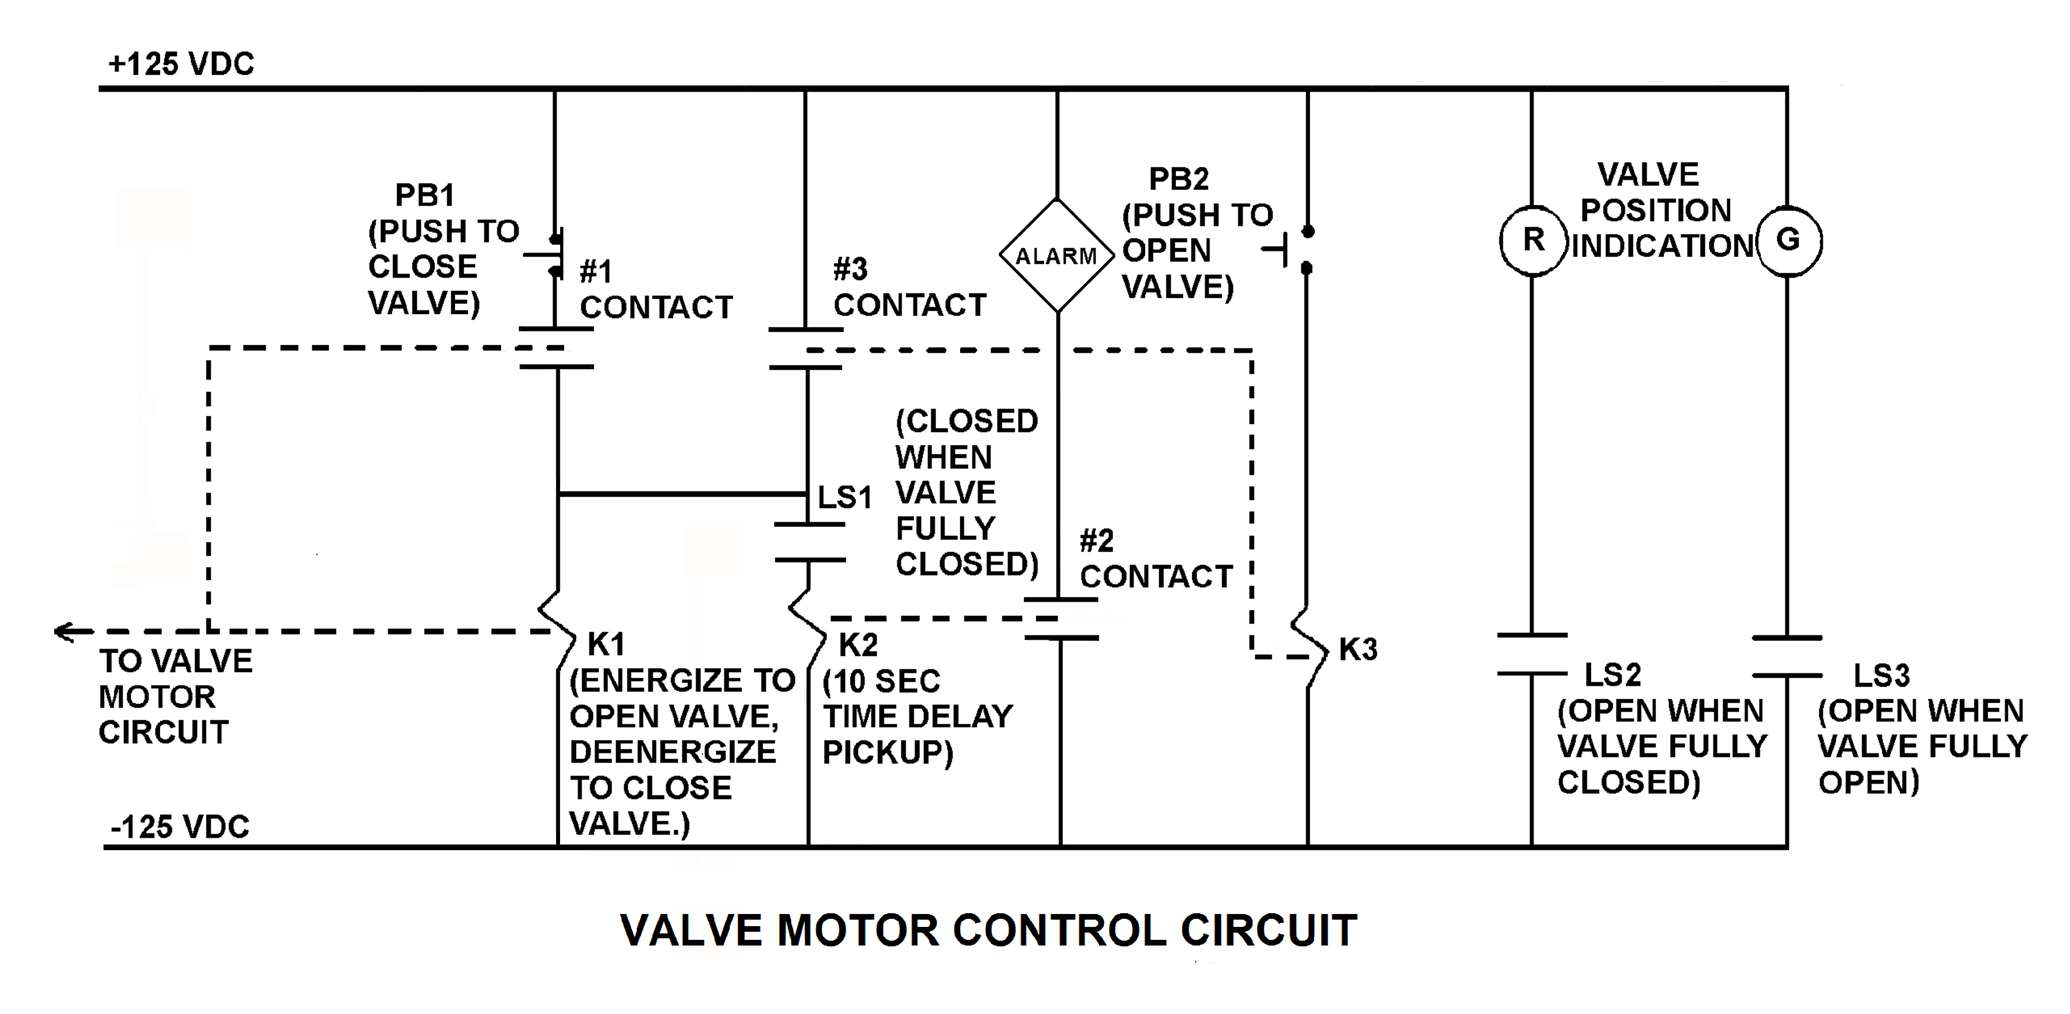 +125 VDC
PB1
(PUSH TO
CLOSE
VALVE)
#1
CONTACT
#3
CONTACT
ALARM
PB2
(PUSH TO
OPEN
VALVE)
R
VALVE
POSITION
INDICATION
G
LS1
(CLOSED
WHEN
VALVE
FULLY
CLOSED)
#2
CONTACT
TO VALVE
MOTOR
CIRCUIT
K1
(ENERGIZE TO
OPEN VALVE,
DEENERGIZE
TO CLOSE
VALVE.)
K2
(10 SEC
TIME DELAY
PICKUP)
K3
LS2
(OPEN WHEN
VALVE FULLY
CLOSED)
LS3
(OPEN WHEN
VALVE FULLY
OPEN)
-125 VDC
VALVE MOTOR CONTROL CIRCUIT